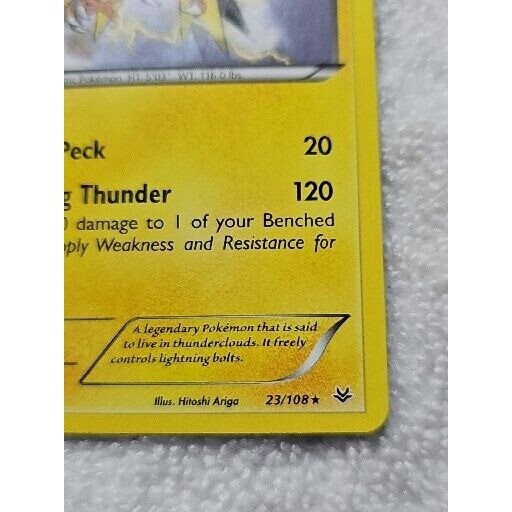 Pokémon. HT. 5'03" WT. 116.0 lbs.
Peck 20
g Thunder 120
damage to 1 of your Benched
ply Weakness and Resistance for
A legendary Pokémon that is said
to live in thunderclouds. It freely
controls lightning bolts.
Illus. Hitoshi Ariga 23/108★